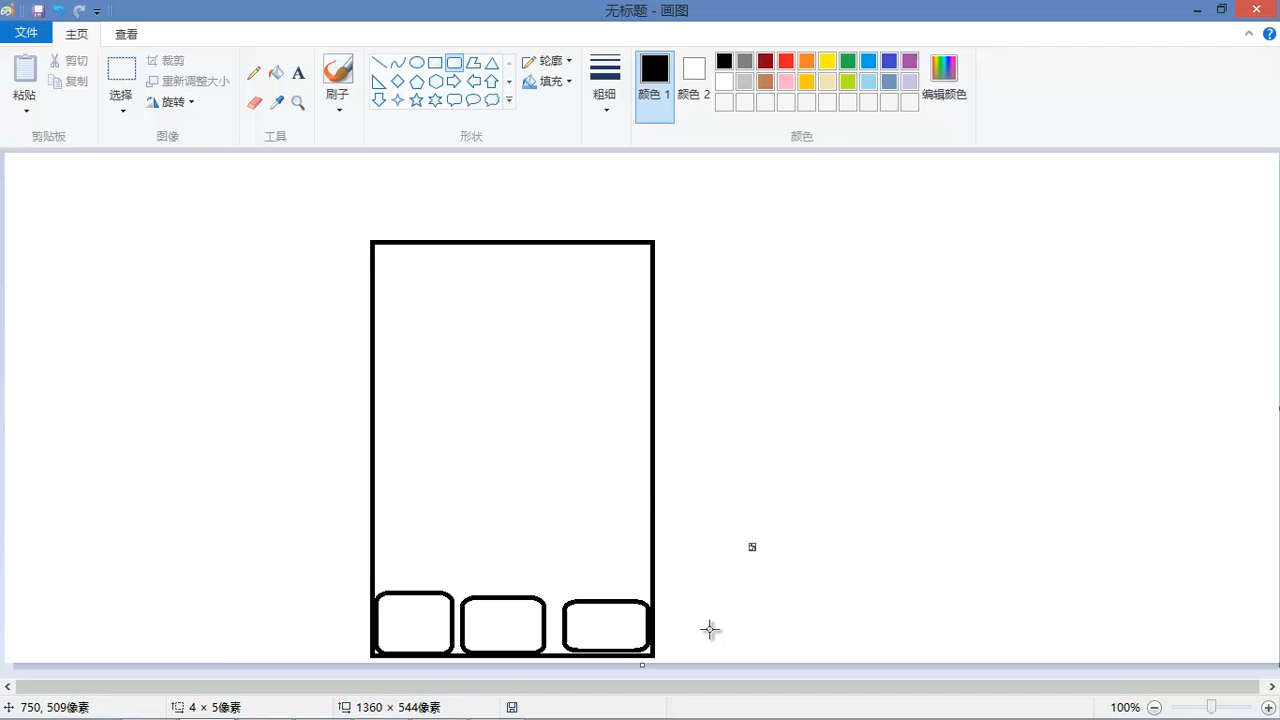 无标题 - 画图
文件 主页 查看
粘贴
剪切
复制
选择
裁剪
重新调整大小
旋转
A
刷子
轮廓
填充
粗细
颜色 1
颜色 2
编辑颜色
剪贴板 图像 工具 形状 颜色
750, 509像素 4 × 5像素 1360 × 544像素 100%